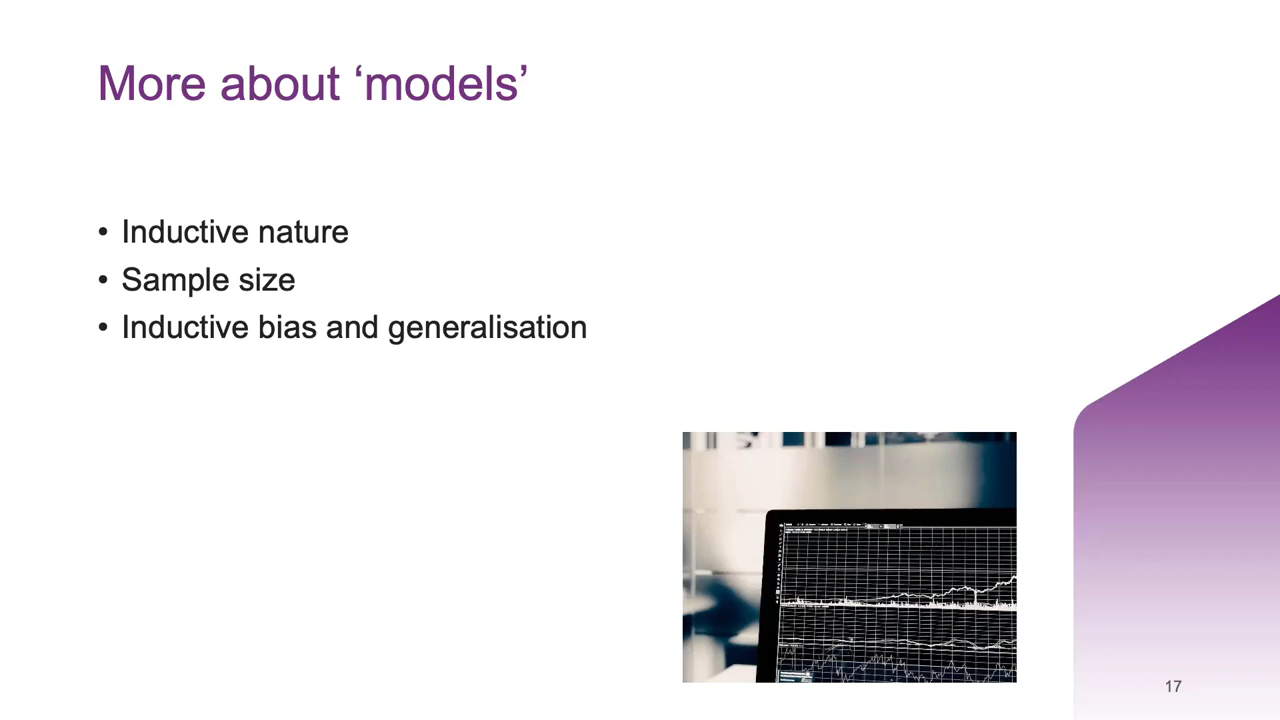 More about ‘models’
• Inductive nature
• Sample size
• Inductive bias and generalisation
17